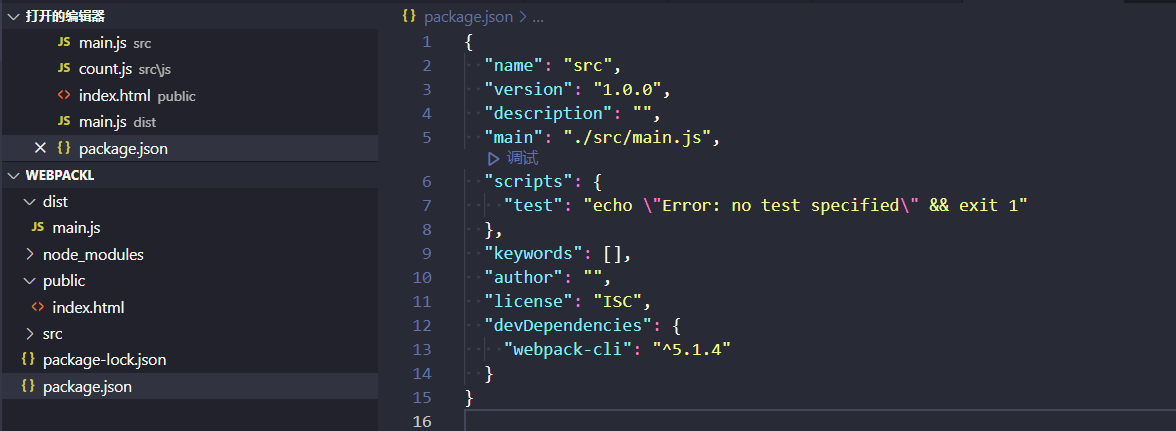 打开的编辑器
JS main.js src
JS count.js src\js
<> index.html public
JS main.js dist
{} package.json
WEBPACKL
dist
JS main.js
node_modules
public
<> index.html
src
{} package-lock.json
{} package.json
{} package.json > ...
1 {
2 "name": "src",
3 "version": "1.0.0",
4 "description": "",
5 "main": "./src/main.js",
调试
6 "scripts": {
7 "test": "echo \"Error: no test specified\" && exit 1"
8 },
9 "keywords": [],
10 "author": "",
11 "license": "ISC",
12 "devDependencies": {
13 "webpack-cli": "^5.1.4"
14 }
15 }
16